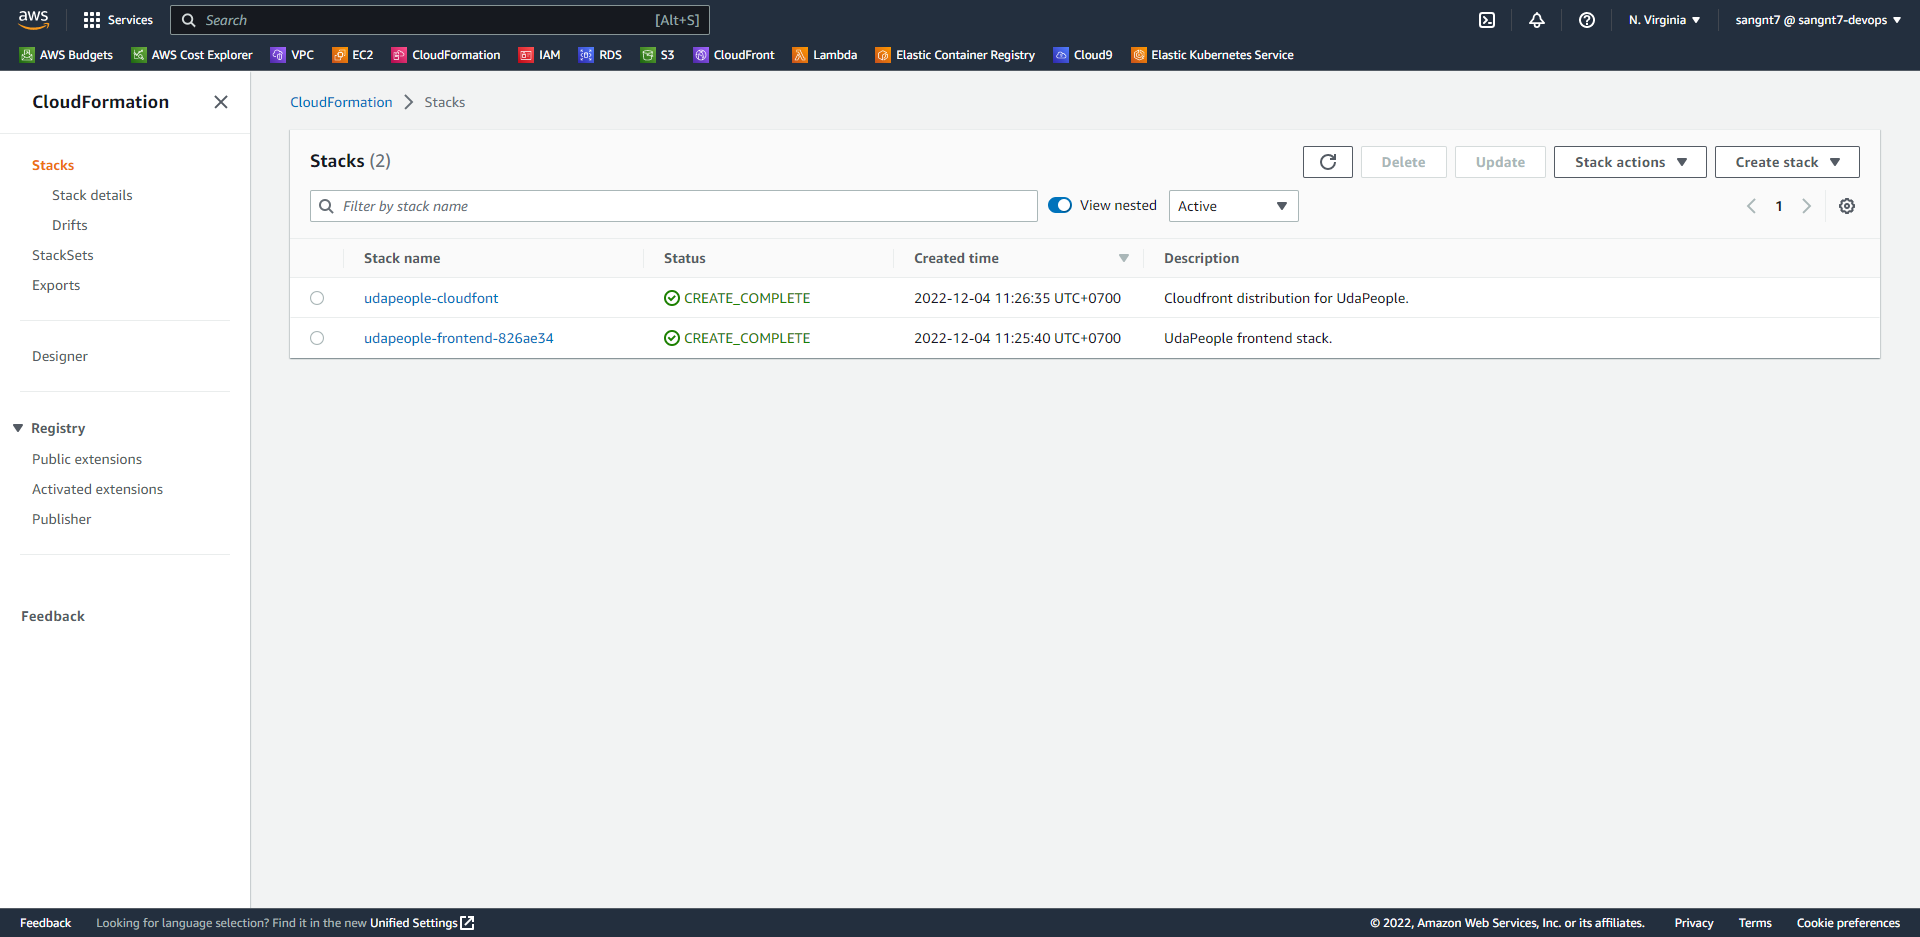 aws Services Search [Alt+S] N. Virginia sangnt7 @ sangnt7-devops
AWS Budgets AWS Cost Explorer VPC EC2 CloudFormation IAM RDS S3 CloudFront Lambda Elastic Container Registry Cloud9 Elastic Kubernetes Service
CloudFormation
Stacks
Stack details
Drifts
StackSets
Exports
Designer
Registry
Public extensions
Activated extensions
Publisher
Feedback
CloudFormation Stacks
Stacks (2) Delete Update Stack actions Create stack
Filter by stack name View nested Active 1
Stack name Status Created time Description
udapeople-cloudfont CREATE_COMPLETE 2022-12-04 11:26:35 UTC+0700 Cloudfront distribution for UdaPeople.
udapeople-frontend-826ae34 CREATE_COMPLETE 2022-12-04 11:25:40 UTC+0700 UdaPeople frontend stack.
Feedback Looking for language selection? Find it in the new Unified Settings © 2022, Amazon Web Services, Inc. or its affiliates. Privacy Terms Cookie preferences